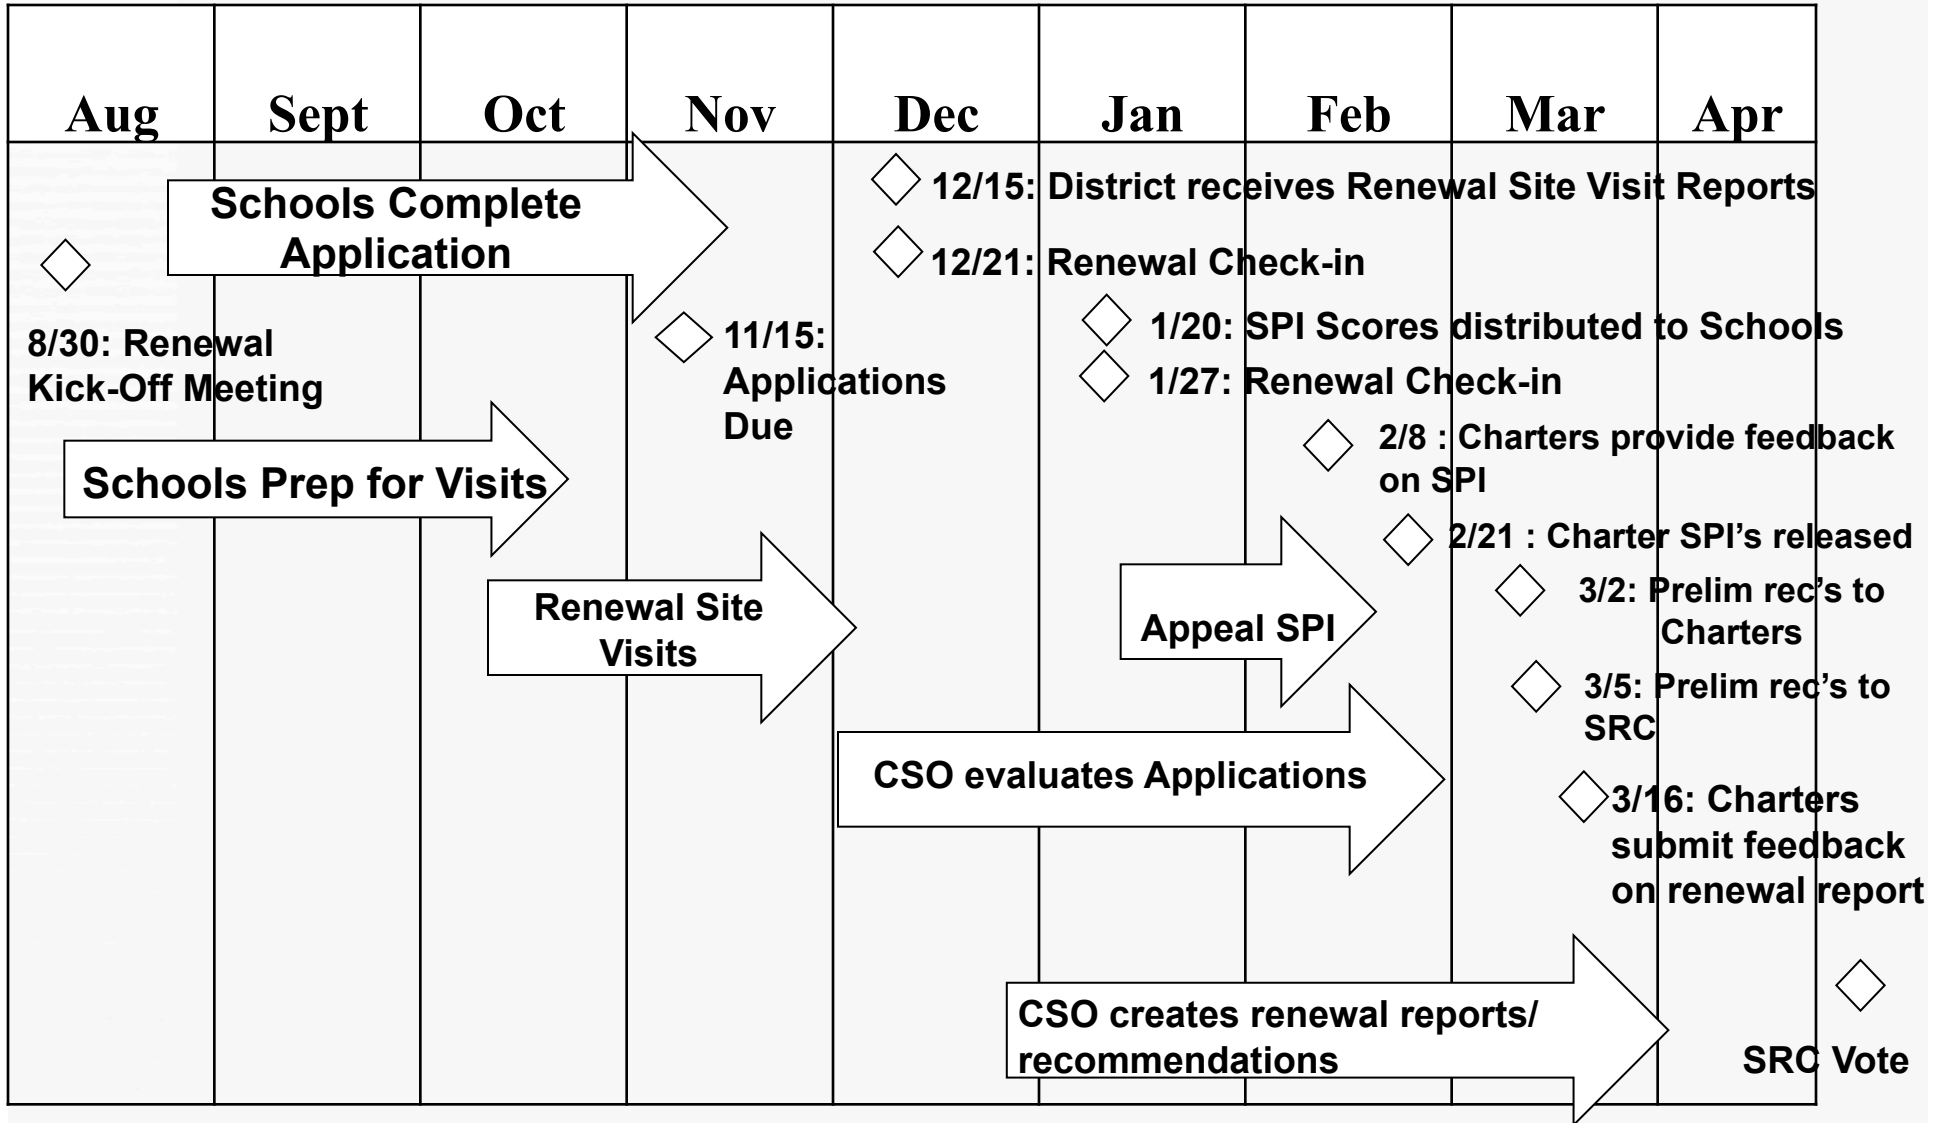 Aug Sept Oct Nov Dec Jan Feb Mar Apr
Schools Complete
Application
12/15: District receives Renewal Site Visit Reports
12/21: Renewal Check-in
8/30: Renewal
Kick-Off Meeting
11/15:
Applications
Due
1/20: SPI Scores distributed to Schools
1/27: Renewal Check-in
Schools Prep for Visits
2/8 : Charters provide feedback
on SPI
2/21 : Charter SPI’s released
Renewal Site
Visits
Appeal SPI
3/2: Prelim rec’s to
Charters
3/5: Prelim rec’s to
SRC
CSO evaluates Applications
3/16: Charters
submit feedback
on renewal report
CSO creates renewal reports/
recommendations
SRC Vote